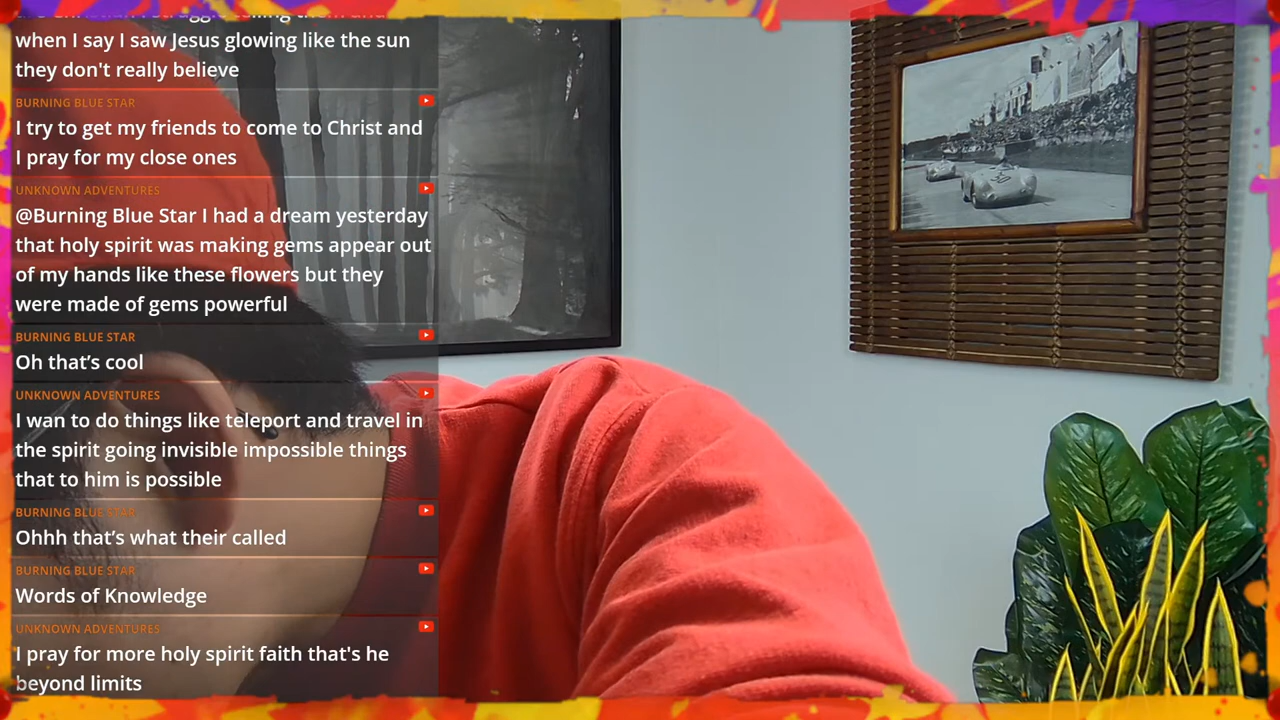 when I say I saw Jesus glowing like the sun
they don't really believe
BURNING BLUE STAR
I try to get my friends to come to Christ and
I pray for my close ones
UNKNOWN ADVENTURES
@Burning Blue Star I had a dream yesterday
that holy spirit was making gems appear out
of my hands like these flowers but they
were made of gems powerful
BURNING BLUE STAR
Oh that's cool
UNKNOWN ADVENTURES
I wan to do things like teleport and travel in
the spirit going invisible impossible things
that to him is possible
BURNING BLUE STAR
Ohhh that's what their called
BURNING BLUE STAR
Words of Knowledge
UNKNOWN ADVENTURES
I pray for more holy spirit faith that's he
beyond limits